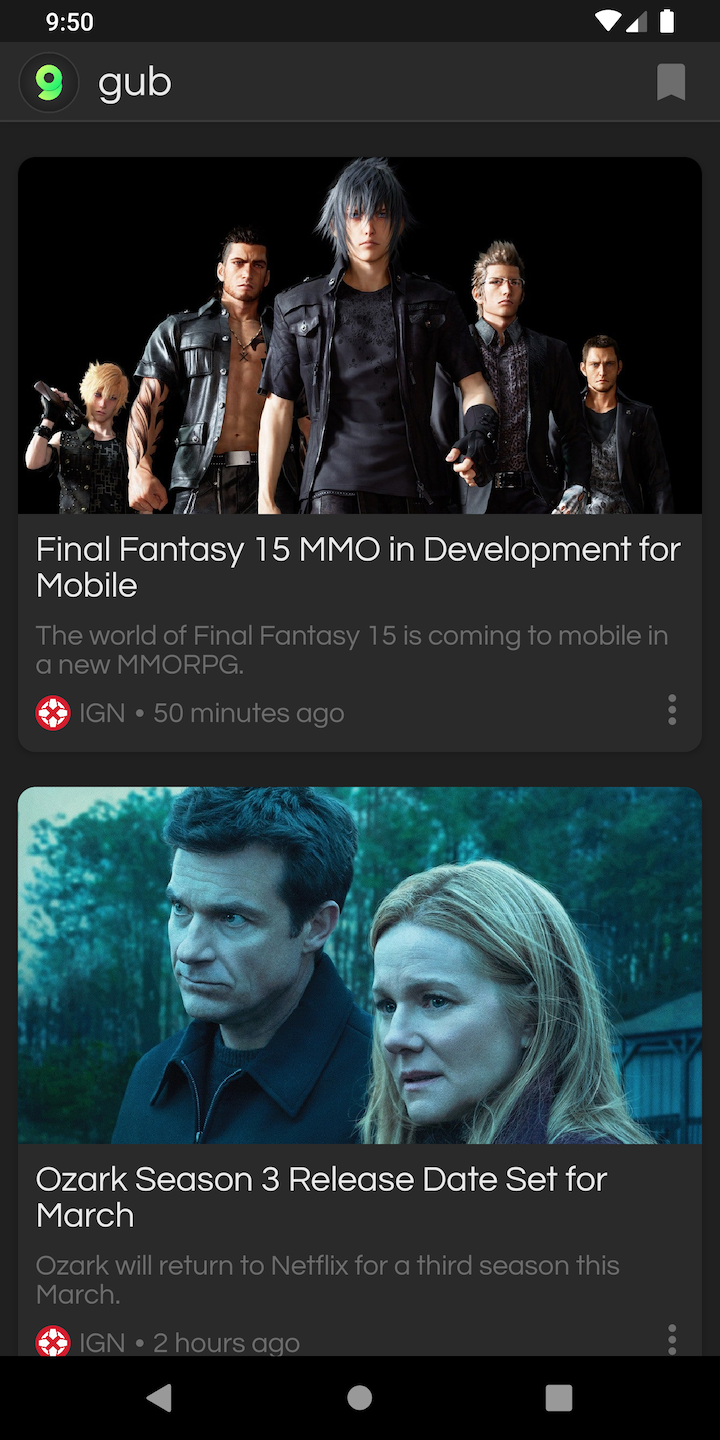 9:50
gub
Final Fantasy 15 MMO in Development for
Mobile
The world of Final Fantasy 15 is coming to mobile in
a new MMORPG.
IGN • 50 minutes ago
Ozark Season 3 Release Date Set for
March
Ozark will return to Netflix for a third season this
March.
IGN • 2 hours ago